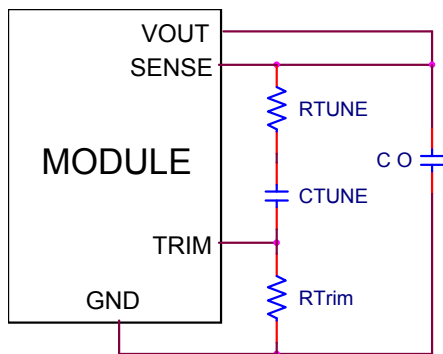 VOUT
SENSE
RTUNE
MODULE
C O
CTUNE
TRIM
GND
RTrim